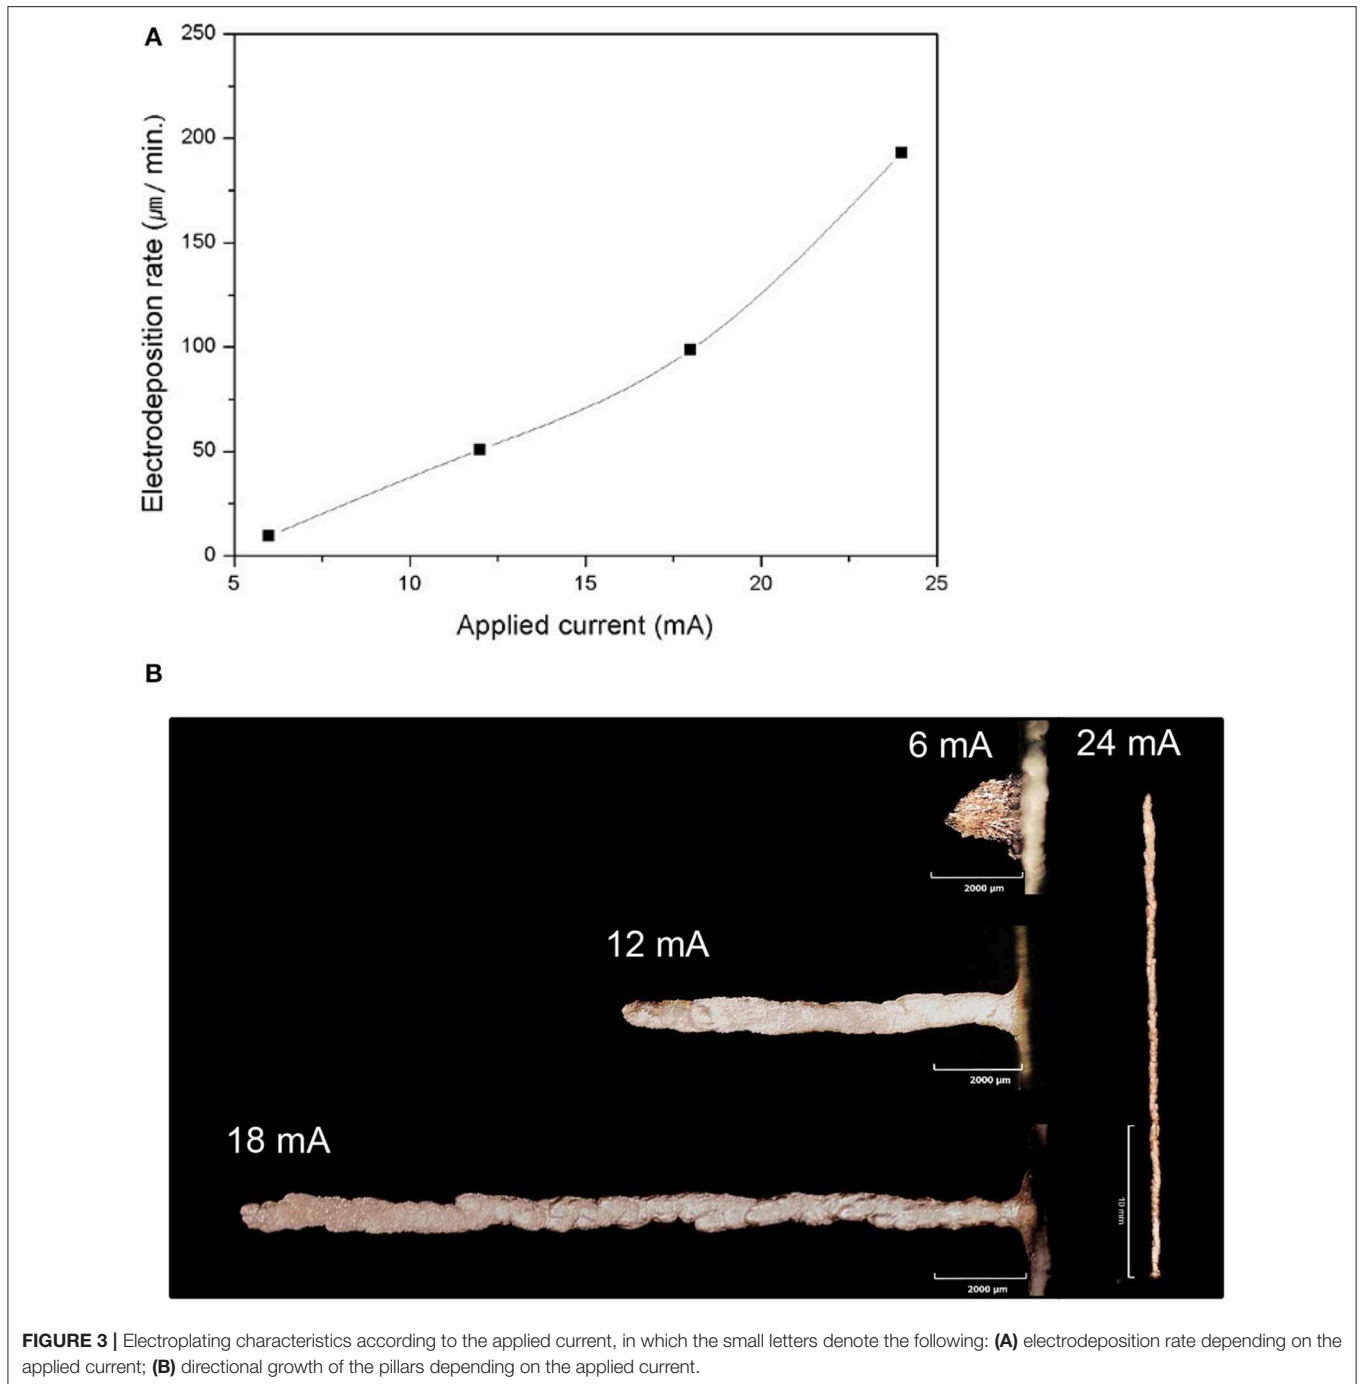 A
250
200
150
100
50
0
Electrodeposition rate (㎛ / min.)
5 10 15 20 25
Applied current (mA)
B
6 mA
24 mA
2000 µm
12 mA
2000 µm
18 mA
10 mm
2000 µm
FIGURE 3 | Electroplating characteristics according to the applied current, in which the small letters denote the following: (A) electrodeposition rate depending on the
applied current; (B) directional growth of the pillars depending on the applied current.